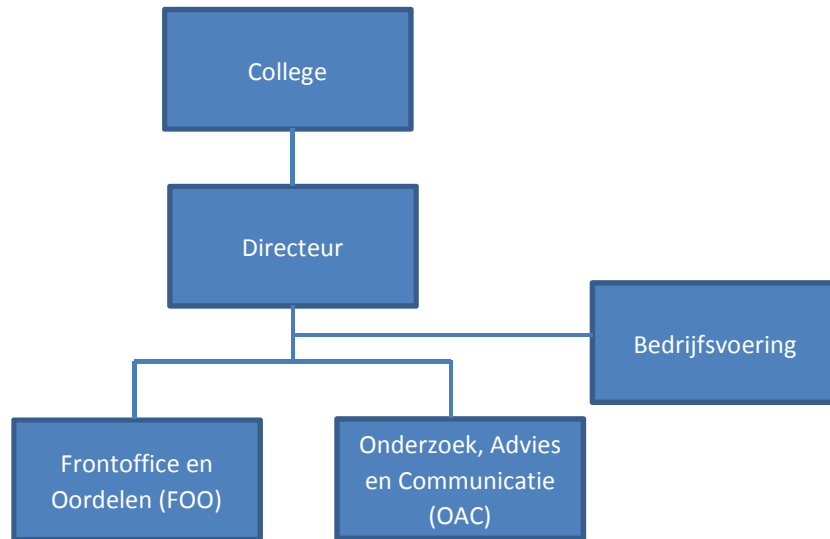 College
Directeur
Bedrijfsvoering
Frontoffice en
Oordelen (FOO)
Onderzoek, Advies
en Communicatie
(OAC)